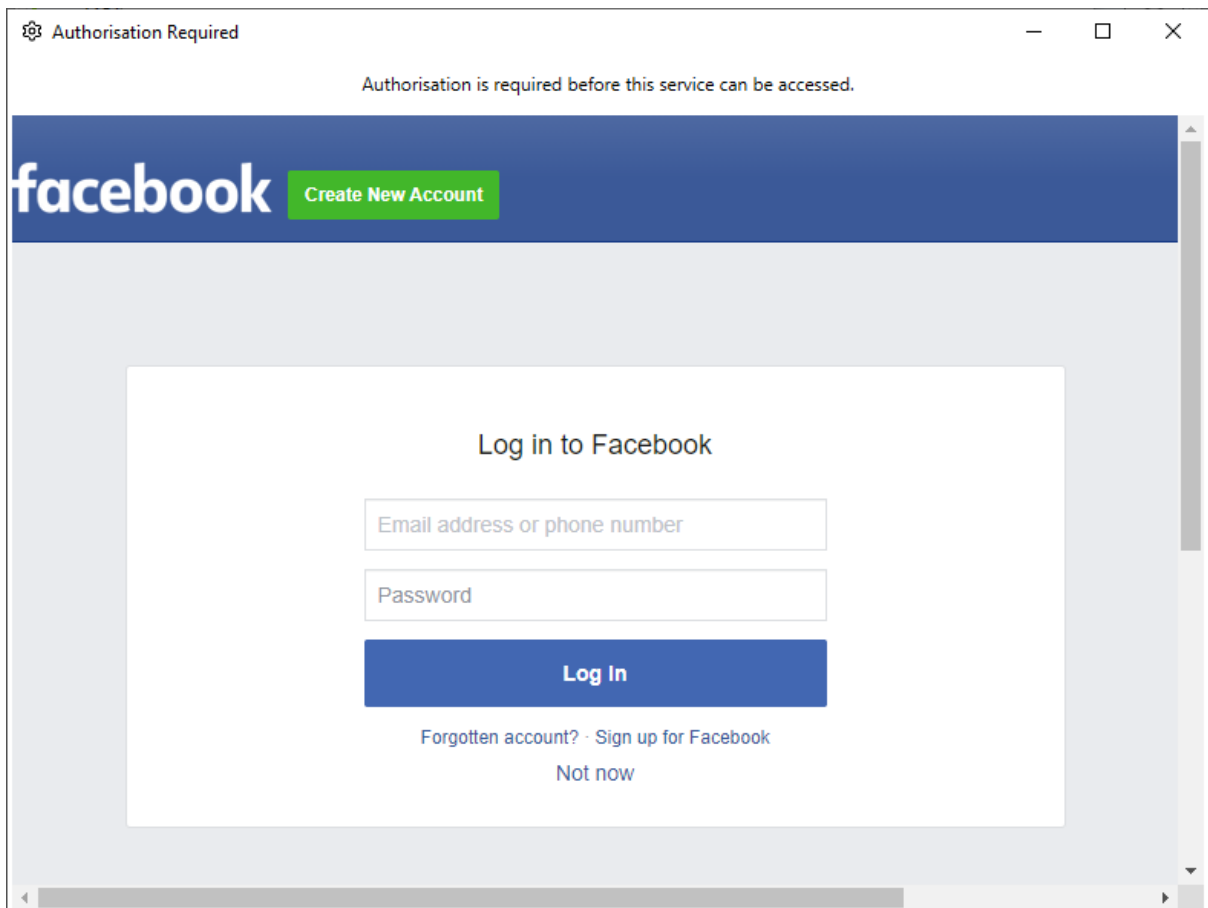 Authorisation Required
Authorisation is required before this service can be accessed.
facebook Create New Account
Log in to Facebook
Email address or phone number
Password
Log In
Forgotten account? · Sign up for Facebook
Not now